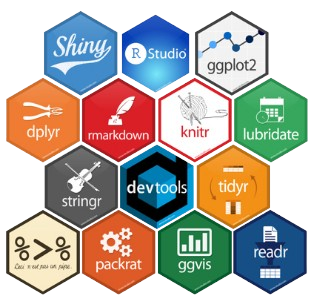 Shiny
R Studio
ggplot2
dplyr
rmarkdown
knitr
lubridate
stringr
devtools
tidyr
%>%
Ceci n'est pas un pipe.
packrat
ggvis
readr